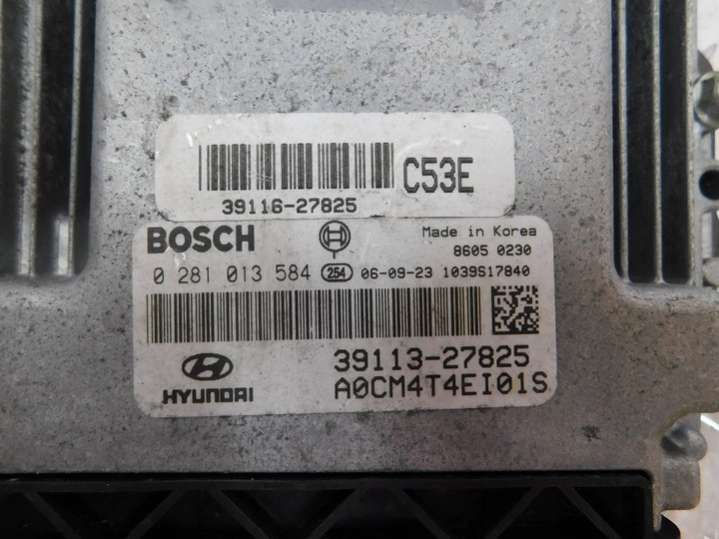 C53E
39116-27825
BOSCH
Made in Korea
8605 0230
0 281 013 584 254 06-09-23 1039S17840
39113-27825
HYUNDAI
A0CM4T4EI01S